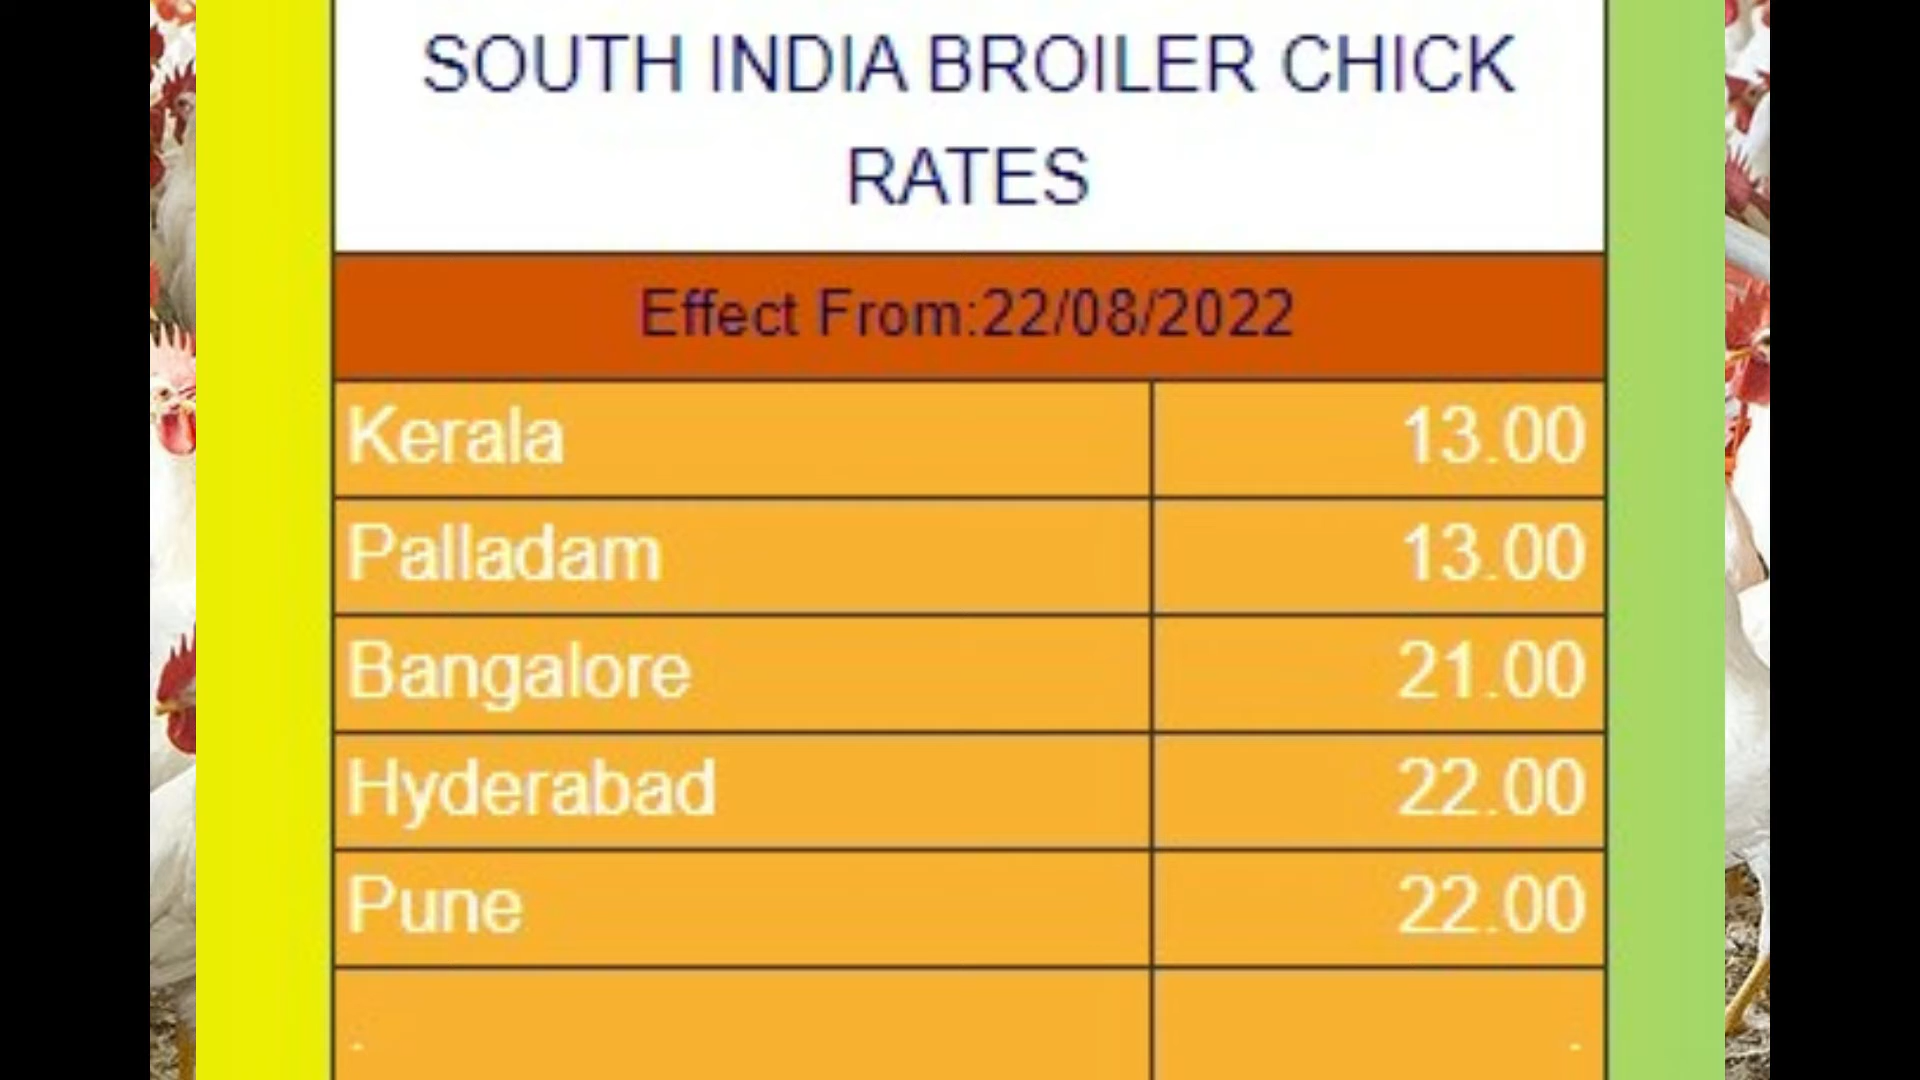 SOUTH INDIA BROILER CHICK
RATES
Effect From:22/08/2022
Kerala 13.00
Palladam 13.00
Bangalore 21.00
Hyderabad 22.00
Pune 22.00
- -